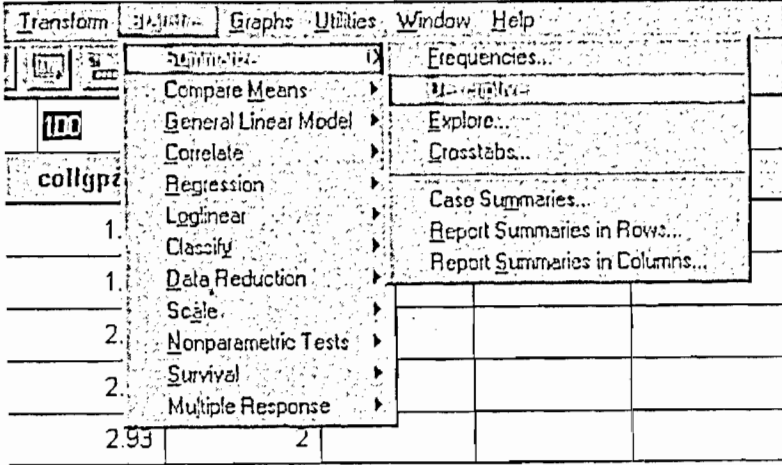 Transform Graphs Utilities Window Help
Compare Means
General Linear Model
Correlate
Regression
Loglinear
Classify
Data Reduction
Scale
Nonparametric Tests
Survival
Multiple Response
Frequencies...
Explore...
Crosstabs...
Case Summaries...
Report Summaries in Rows...
Report Summaries in Columns...
100
collgpa
1.
1.
2.
2.
2.93 2